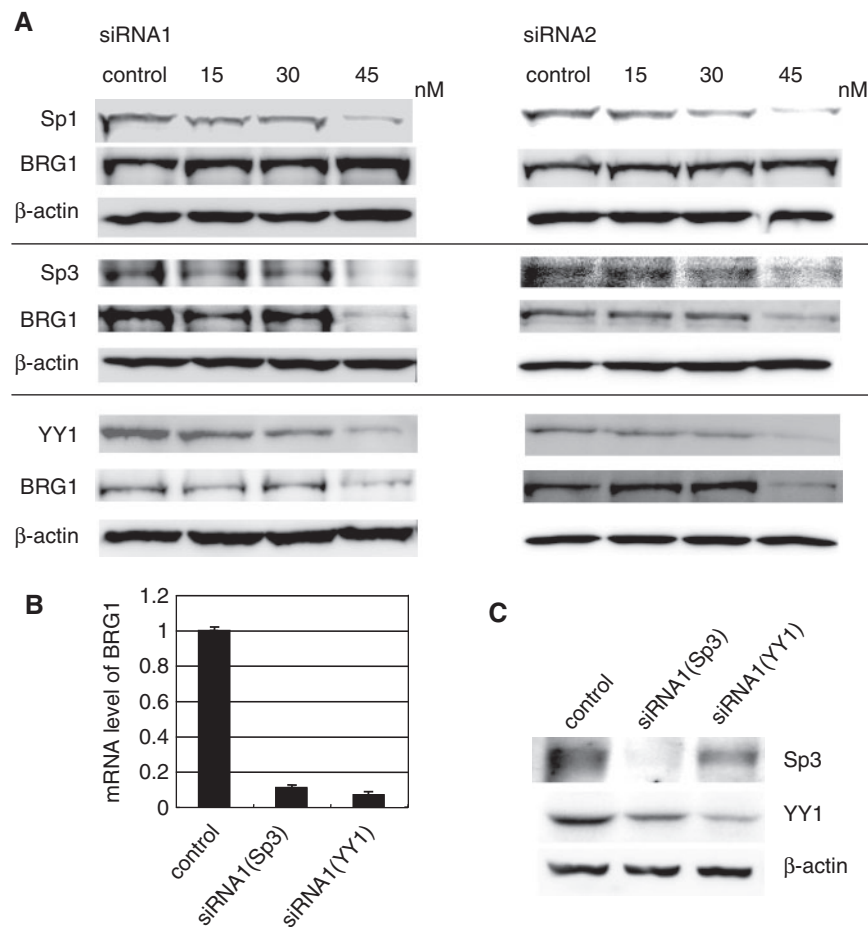 A
siRNA1
siRNA2
control 15 30 45 nM
control 15 30 45 nM
Sp1
BRG1
β-actin
Sp3
BRG1
β-actin
YY1
BRG1
β-actin
B
mRNA level of BRG1
1.2
1
0.8
0.6
0.4
0.2
0
control
siRNA1(Sp3)
siRNA1(YY1)
C
control
siRNA1(Sp3)
siRNA1(YY1)
Sp3
YY1
β-actin